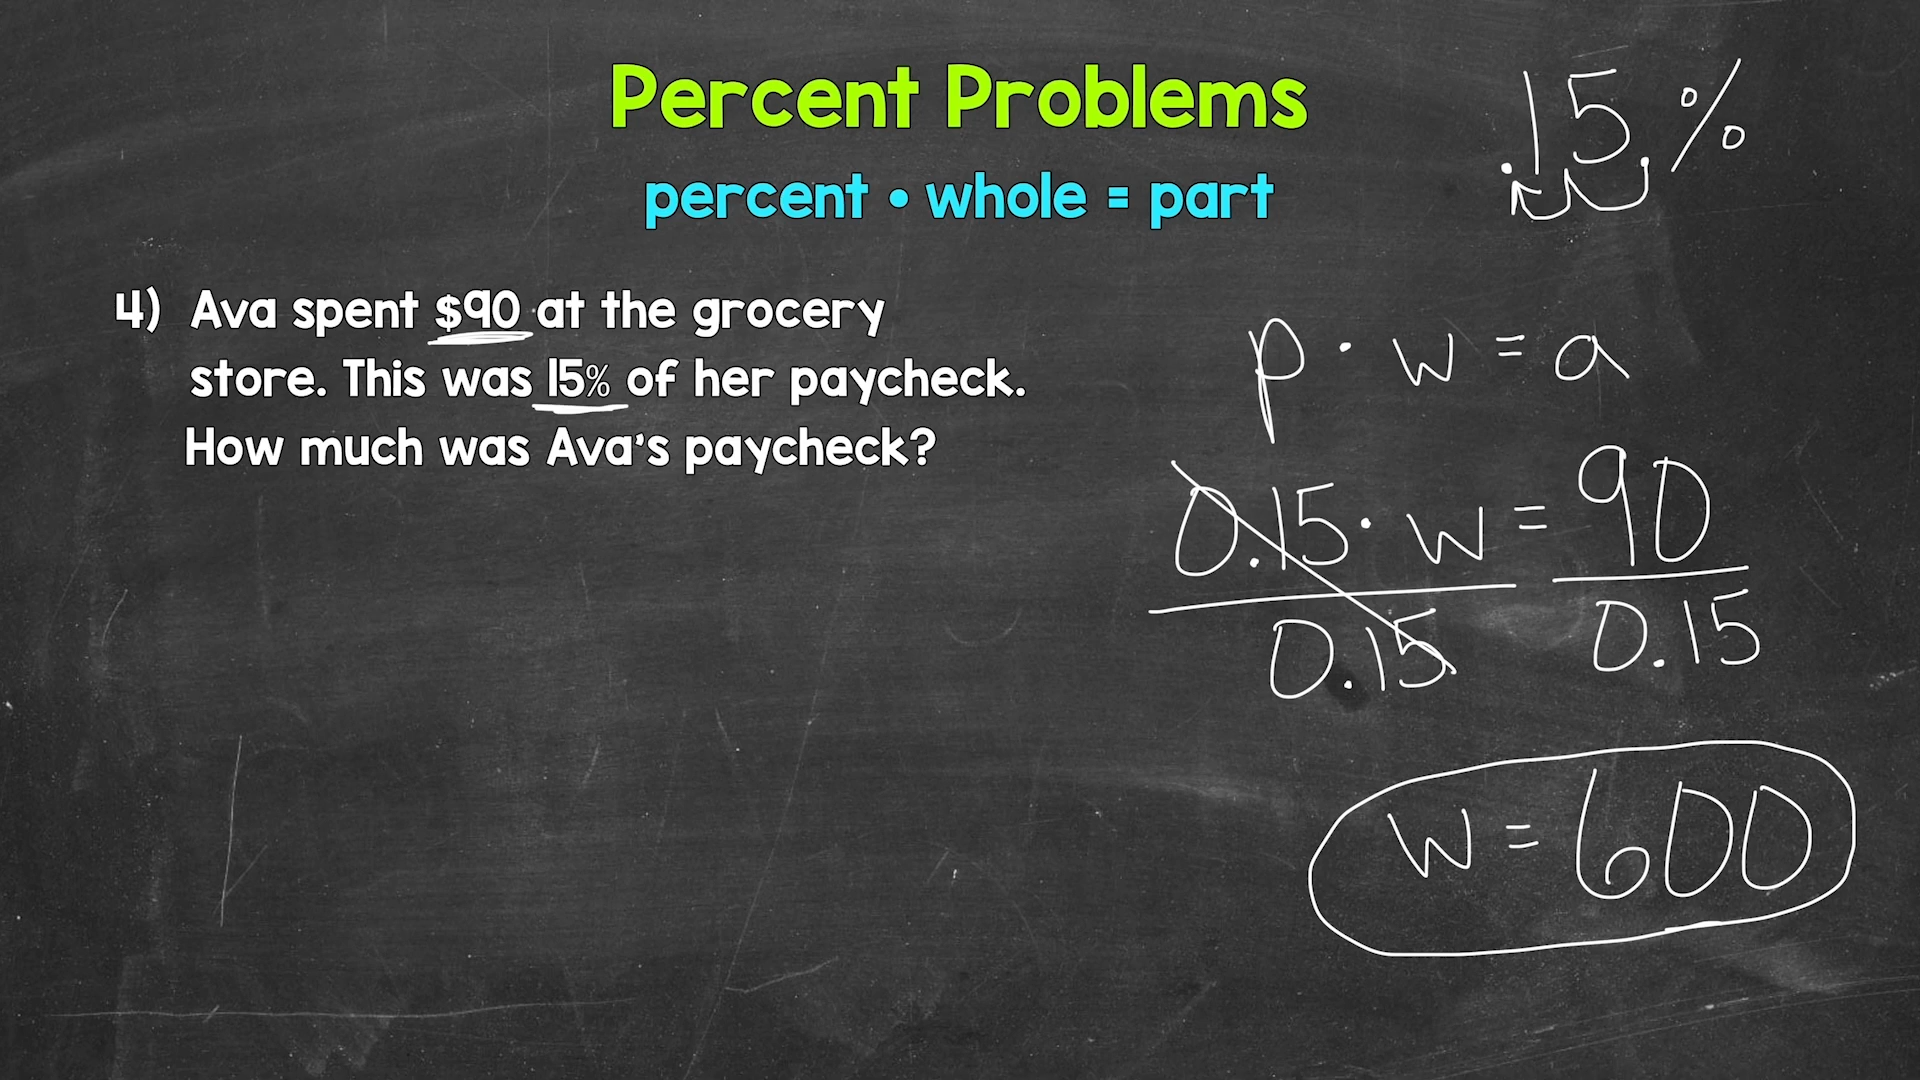 Percent Problems
percent • whole = part
.15.%
4) Ava spent $90 at the grocery
store. This was 15% of her paycheck.
How much was Ava's paycheck?
p · w = a
0.15 · w = 90
0.15 0.15
w = 600